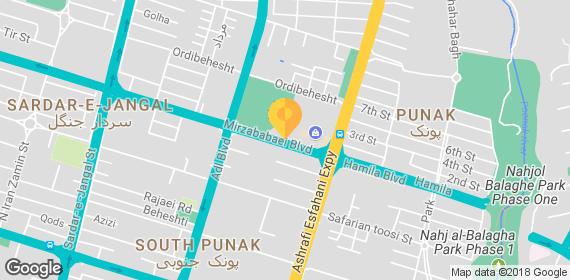 Golha
Tir St
مرداد
Ordibehesht
Ordibehesht
SARDAR-E-JANGAL
سردار جنگل
Mirzababaei Blvd
Adl Blvd
7th St
PUNAK
پونک
3rd St
6th St
4th St
2nd St
Hamila Blvd
Hamila
Nahjol
Balaghe Park
Phase One
N Iran Zamin St
Sardar-e-Jangal St
Rajaei Rd
Beheshti
Qods
Azizi
SOUTH PUNAK
پونک جنوبی
Ashrafi Esfahani Expy
Safarian toosi St
Park
Nahj al-Balagha
Park Phase 1
Google
Map data ©2018 Google